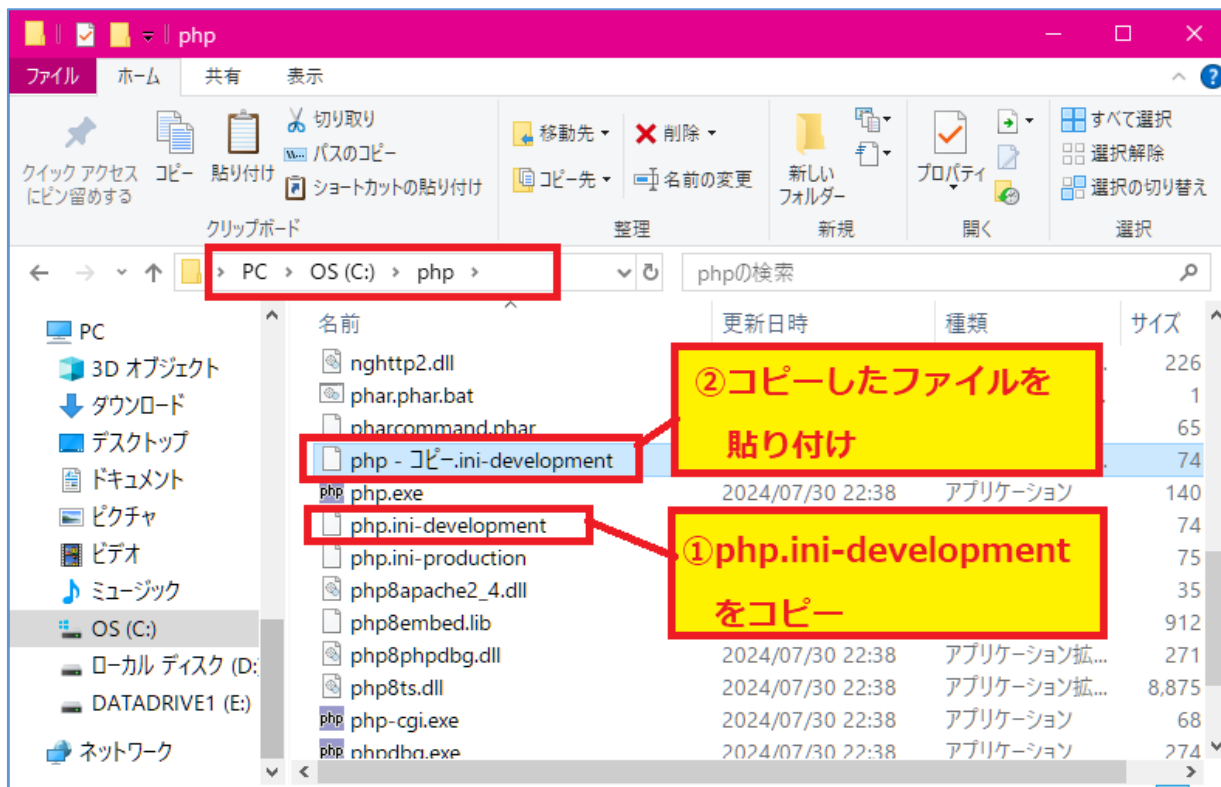 php
ファイル ホーム 共有 表示
クイック アクセス
にピン留めする
コピー
貼り付け
切り取り
パスのコピー
ショートカットの貼り付け
クリップボード
移動先
コピー先
削除
名前の変更
整理
新しい
フォルダー
新規
プロパティ
開く
すべて選択
選択解除
選択の切り替え
選択
PC › OS (C:) › php ›
phpの検索
PC
3D オブジェクト
ダウンロード
デスクトップ
ドキュメント
ピクチャ
ビデオ
ミュージック
OS (C:)
ローカル ディスク (D:
DATADRIVE1 (E:)
ネットワーク
名前 更新日時 種類 サイズ
nghttp2.dll 226
phar.phar.bat 1
pharcommand.phar 65
php - コピー.ini-development 74
php.exe 2024/07/30 22:38 アプリケーション 140
php.ini-development 74
php.ini-production 75
php8apache2_4.dll 35
php8embed.lib 912
php8phpdbg.dll 2024/07/30 22:38 アプリケーション拡... 271
php8ts.dll 2024/07/30 22:38 アプリケーション拡... 8,875
php-cgi.exe 2024/07/30 22:38 アプリケーション 68
phpdbg.exe 2024/07/30 22:38 アプリケーション 274
②コピーしたファイルを
貼り付け
①php.ini-development
をコピー